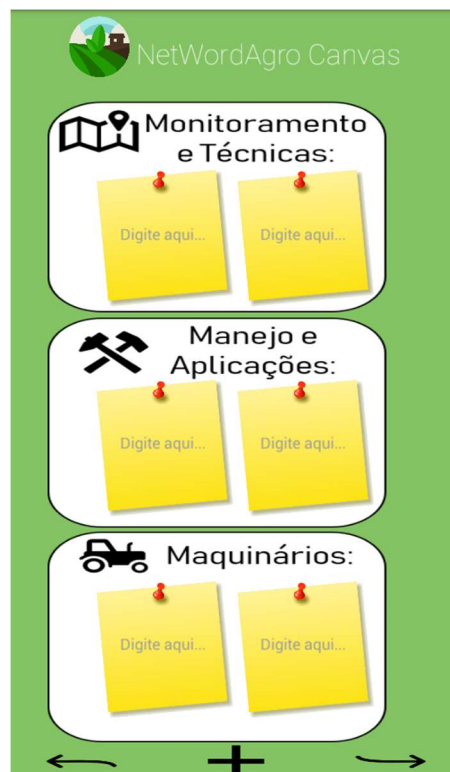 NetWordAgro Canvas
Monitoramento
e Técnicas:
Digite aqui...
Digite aqui...
Manejo e
Aplicações:
Digite aqui...
Digite aqui...
Maquinários:
Digite aqui...
Digite aqui...